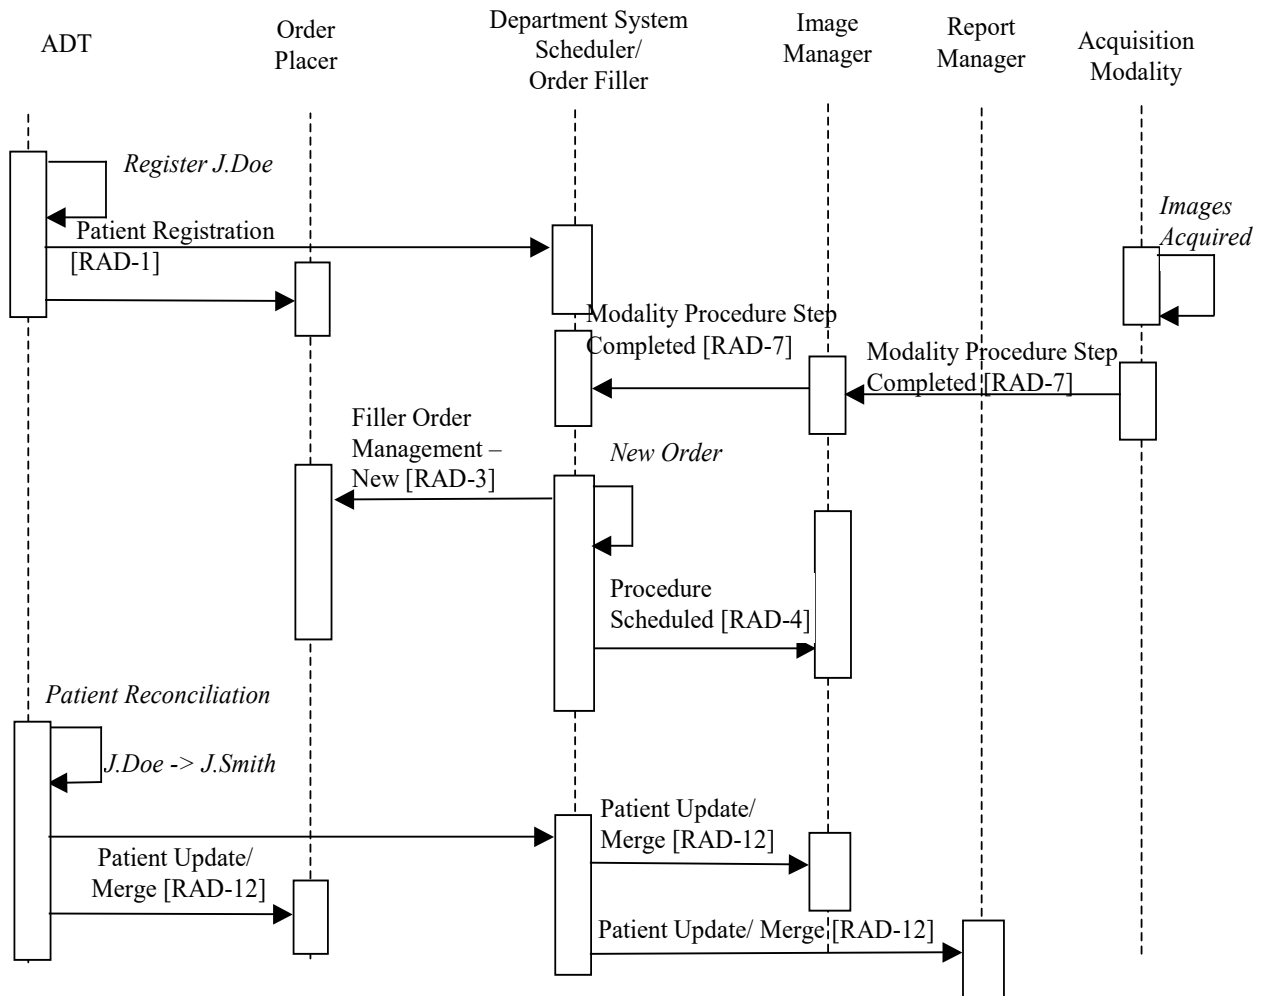 ADT
Order
Placer
Department System
Scheduler/
Order Filler
Image
Manager
Report
Manager
Acquisition
Modality
Register J.Doe
Images
Acquired
Patient Registration
[RAD-1]
Modality Procedure Step
Completed [RAD-7]
Modality Procedure Step
Completed [RAD-7]
Filler Order
Management –
New [RAD-3]
New Order
Procedure
Scheduled [RAD-4]
Patient Reconciliation
J.Doe -> J.Smith
Patient Update/
Merge [RAD-12]
Patient Update/
Merge [RAD-12]
Patient Update/ Merge [RAD-12]